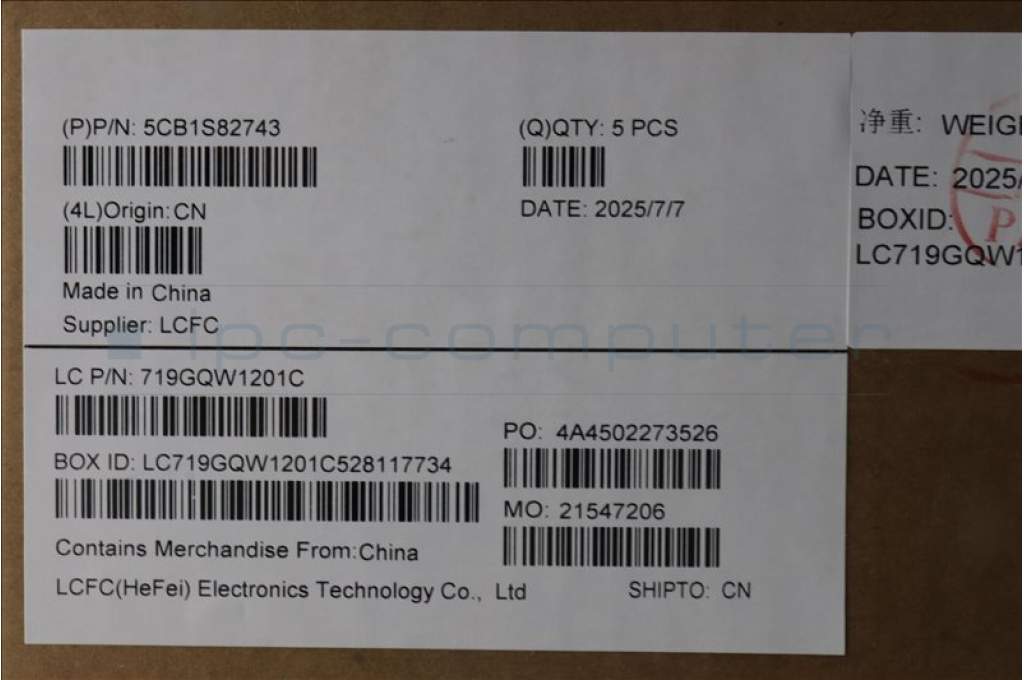 (P)P/N: 5CB1S82743
(Q)QTY: 5 PCS
(4L)Origin:CN
DATE: 2025/7/7
Made in China
Supplier: LCFC
净重:
DATE: 2025/
BOXID:
LC719GQW1
ipc-computer
LC P/N: 719GQW1201C
PO: 4A4502273526
BOX ID: LC719GQW1201C528117734
MO: 21547206
Contains Merchandise From:China
LCFC(HeFei) Electronics Technology Co., Ltd
SHIPTO: CN